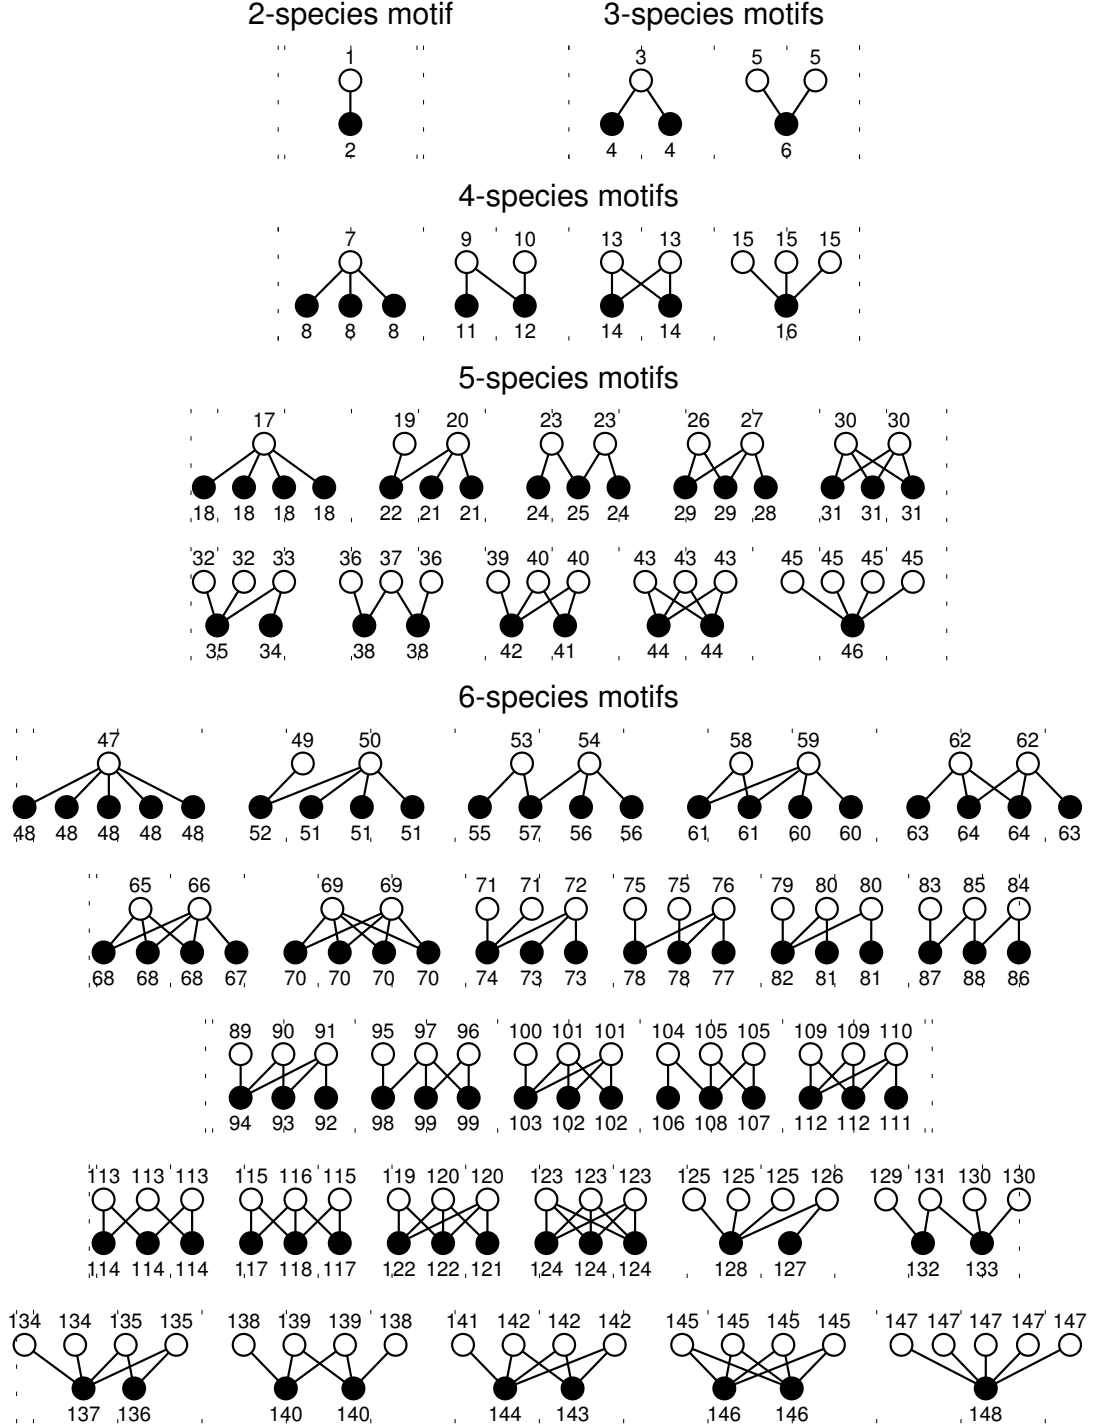 2-species motif 3-species motifs
1 3 5 5
2 4 4 6
4-species motifs
7 9 10 13 13 15 15 15
8 8 8 11 12 14 14 16
5-species motifs
17 19 20 23 23 26 27 30 30
18 18 18 18 22 21 21 24 25 24 29 29 28 31 31 31
32 32 33 36 37 36 39 40 40 43 43 43 45 45 45 45
35 34 38 38 42 41 44 44 46
6-species motifs
47 49 50 53 54 58 59 62 62
48 48 48 48 48 52 51 51 51 55 57 56 56 61 61 60 60 63 64 64 63
65 66 69 69 71 71 72 75 75 76 79 80 80 83 85 84
68 68 68 67 70 70 70 70 74 73 73 78 78 77 82 81 81 87 88 86
89 90 91 95 97 96 100 101 101 104 105 105 109 109 110
94 93 92 98 99 99 103 102 102 106 108 107 112 112 111
113 113 113 115 116 115 119 120 120 123 123 123 125 125 125 126 129 131 130 130
114 114 114 117 118 117 122 122 121 124 124 124 128 127 132 133
134 134 135 135 138 139 139 138 141 142 142 142 145 145 145 145 147 147 147 147 147
137 136 140 140 144 143 146 146 148